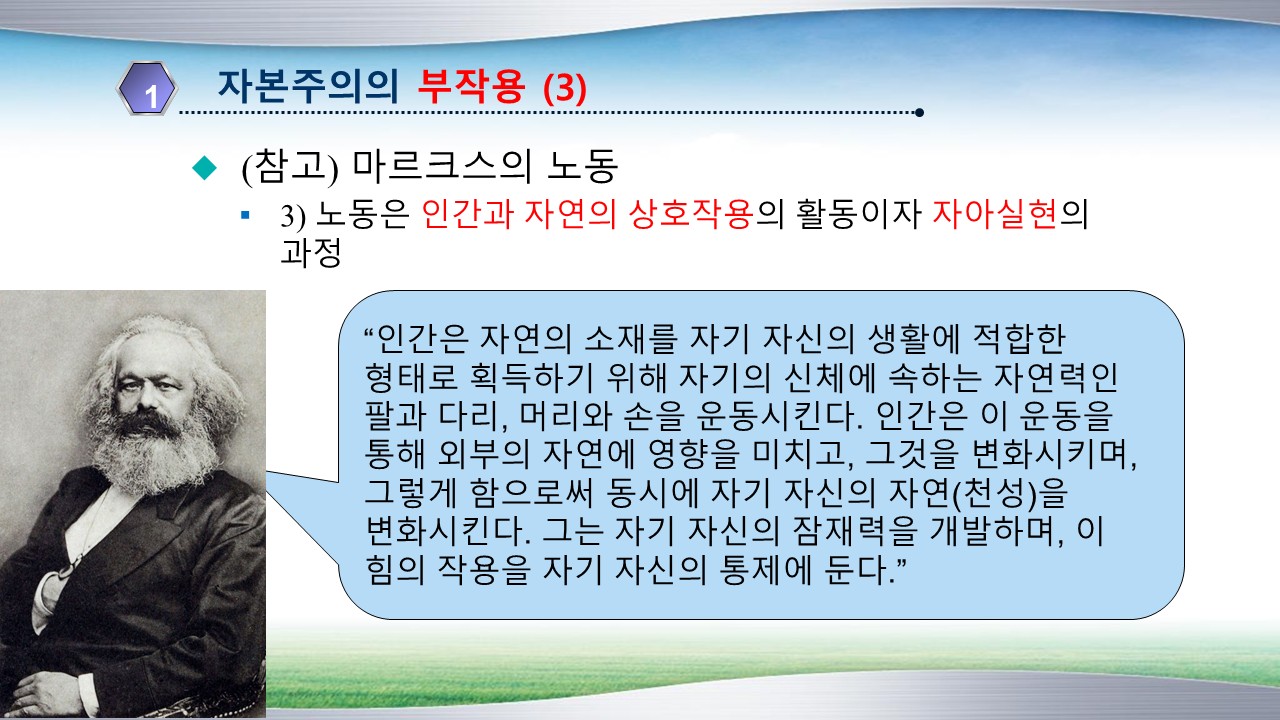 1
자본주의의 부작용 (3)
(참고) 마르크스의 노동
3) 노동은 인간과 자연의 상호작용의 활동이자 자아실현의
과정
“인간은 자연의 소재를 자기 자신의 생활에 적합한
형태로 획득하기 위해 자기의 신체에 속하는 자연력인
팔과 다리, 머리와 손을 운동시킨다. 인간은 이 운동을
통해 외부의 자연에 영향을 미치고, 그것을 변화시키며,
그렇게 함으로써 동시에 자기 자신의 자연(천성)을
변화시킨다. 그는 자기 자신의 잠재력을 개발하며, 이
힘의 작용을 자기 자신의 통제에 둔다.”